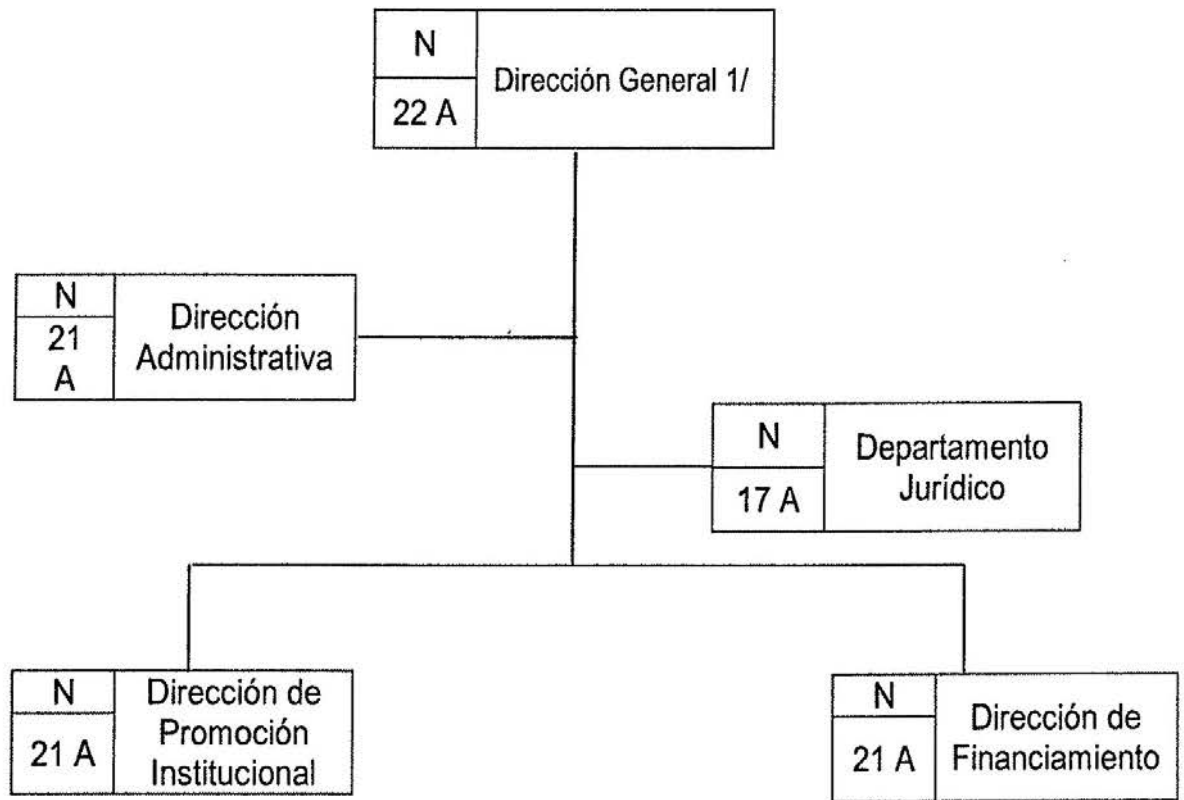 N
22 A
Dirección General 1/
N
21
A
Dirección
Administrativa
N
17 A
Departamento
Jurídico
N
21 A
Dirección de
Promoción
Institucional
N
21 A
Dirección de
Financiamiento